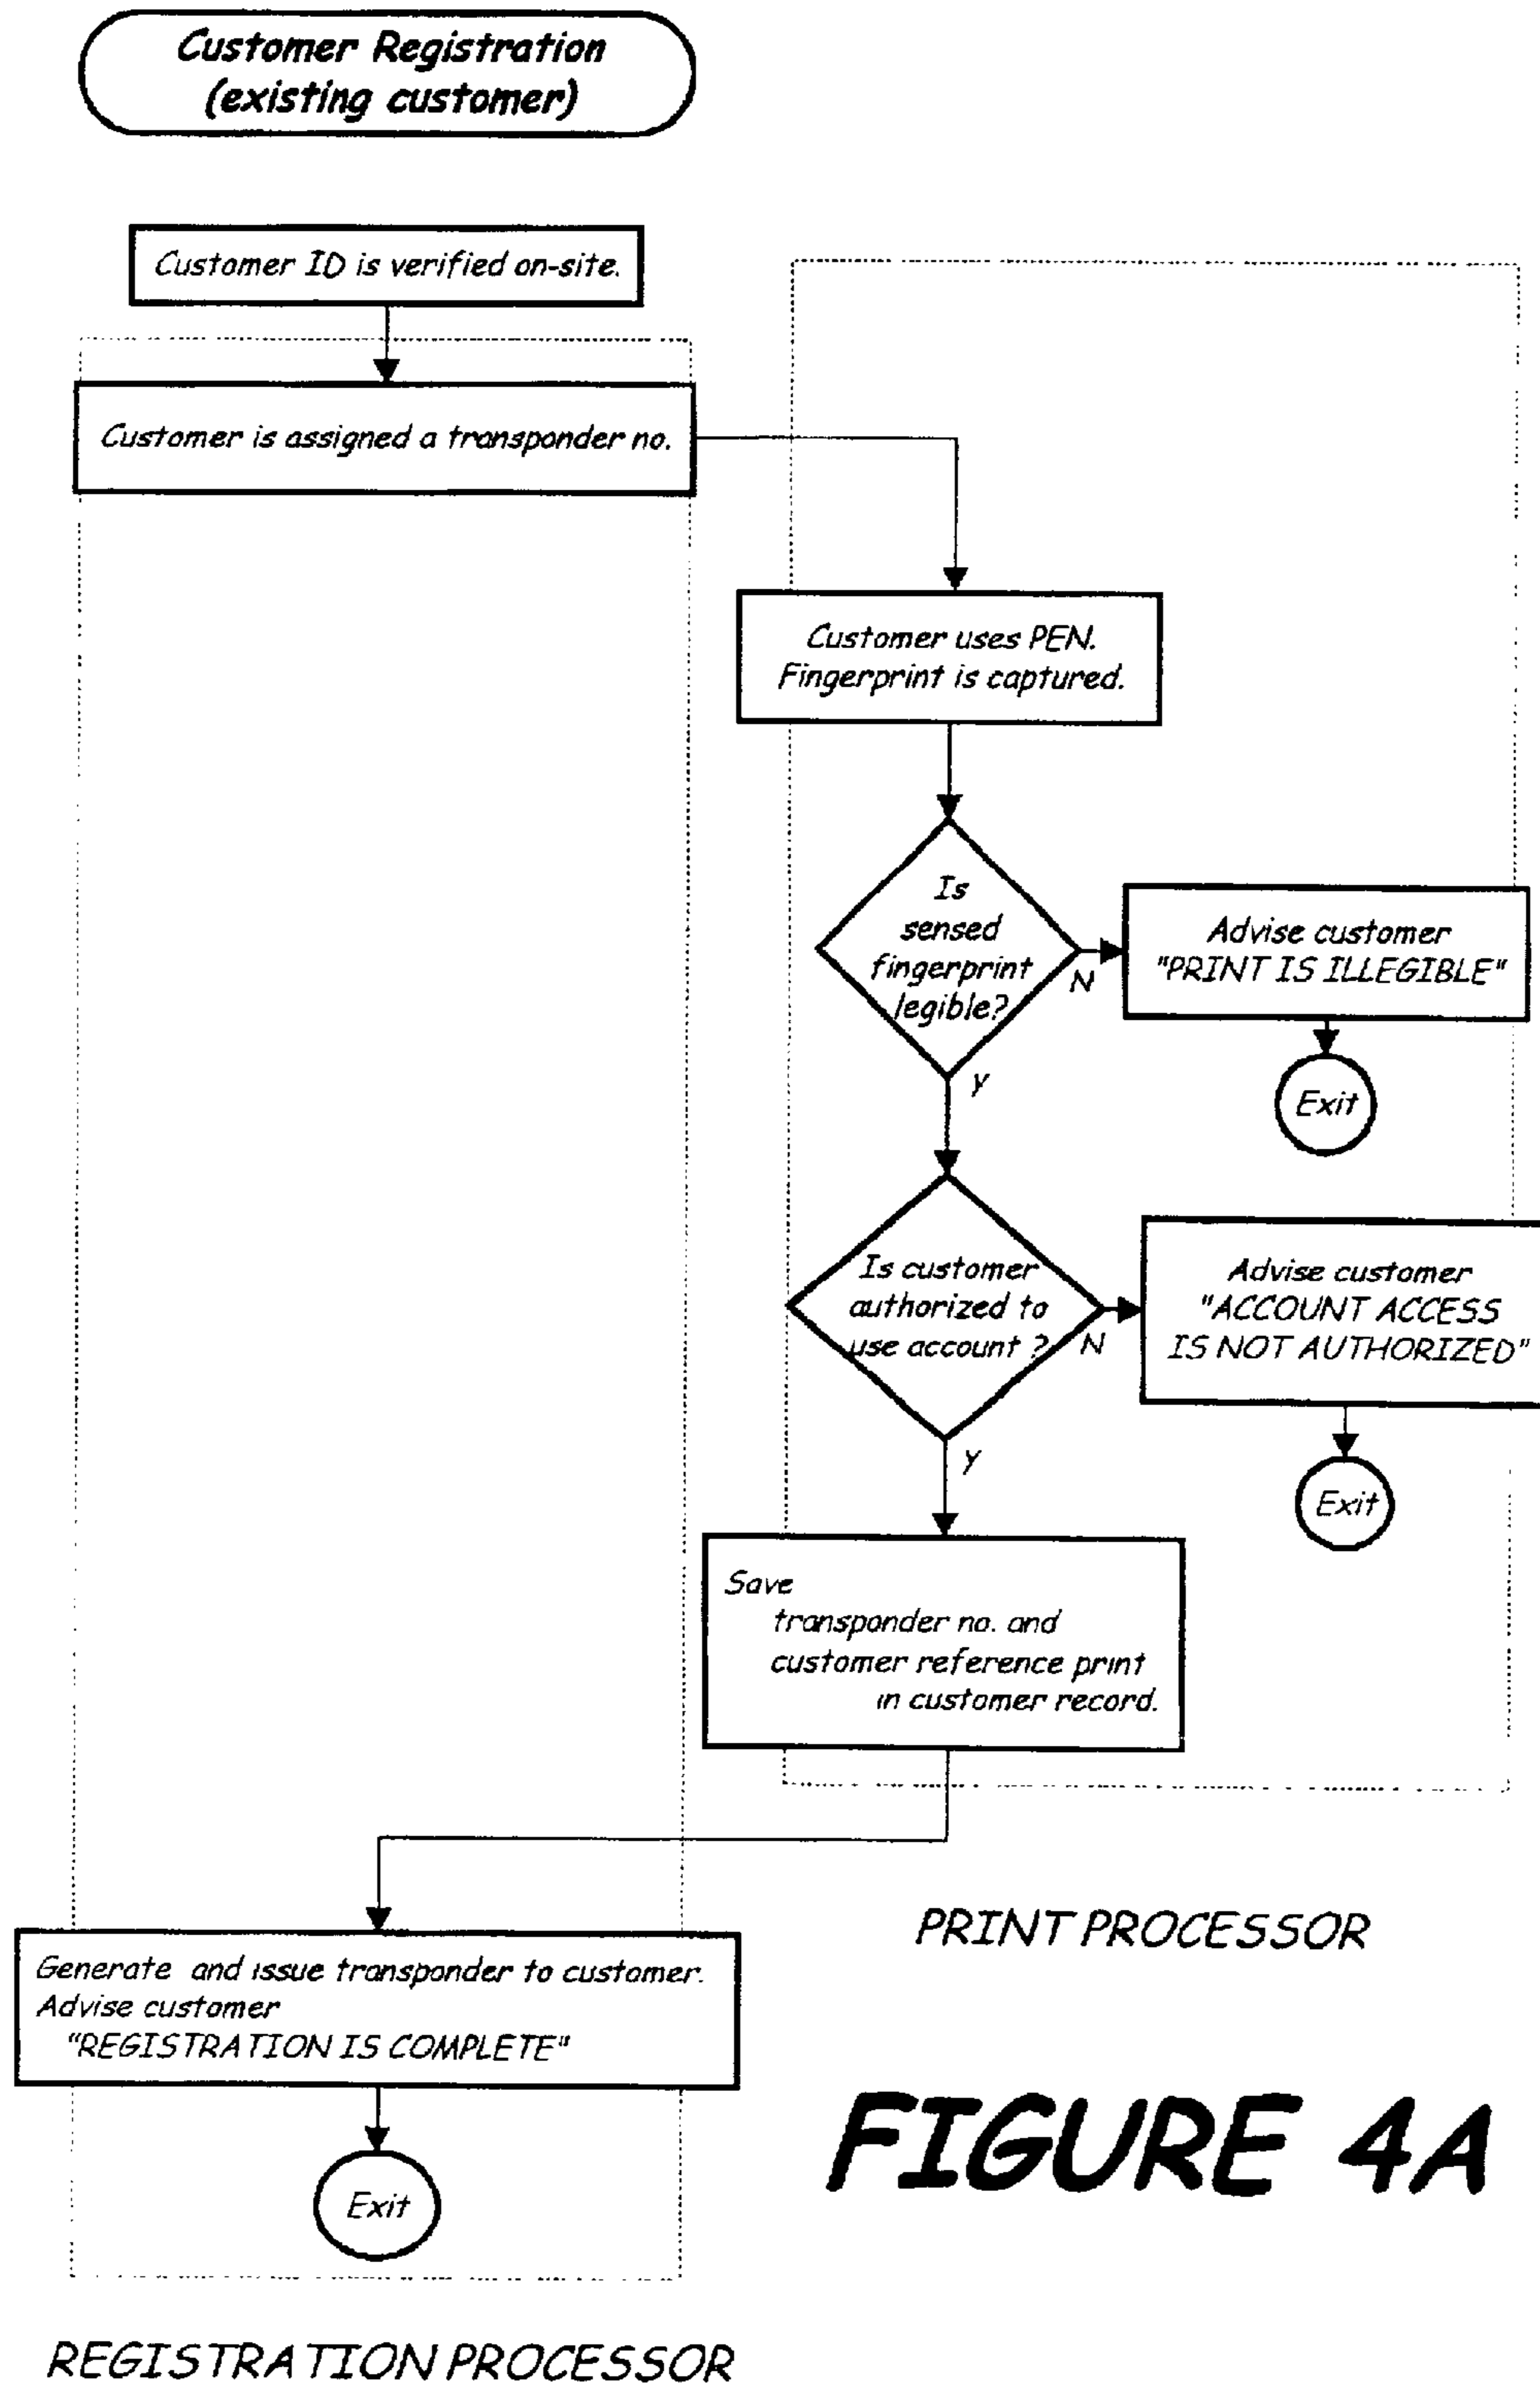 Customer Registration
(existing customer)
Customer ID is verified on-site.
Customer is assigned a transponder no.
Customer uses PEN.
Fingerprint is captured.
Is
sensed
fingerprint
legible?
N
Advise customer
"PRINT IS ILLEGIBLE"
Exit
Y
Is customer
authorized to
use account ?
N
Advise customer
"ACCOUNT ACCESS
IS NOT AUTHORIZED"
Exit
Y
Save
transponder no. and
customer reference print
in customer record.
PRINT PROCESSOR
Generate and issue transponder to customer.
Advise customer
"REGISTRATION IS COMPLETE"
Exit
FIGURE 4A
REGISTRATION PROCESSOR